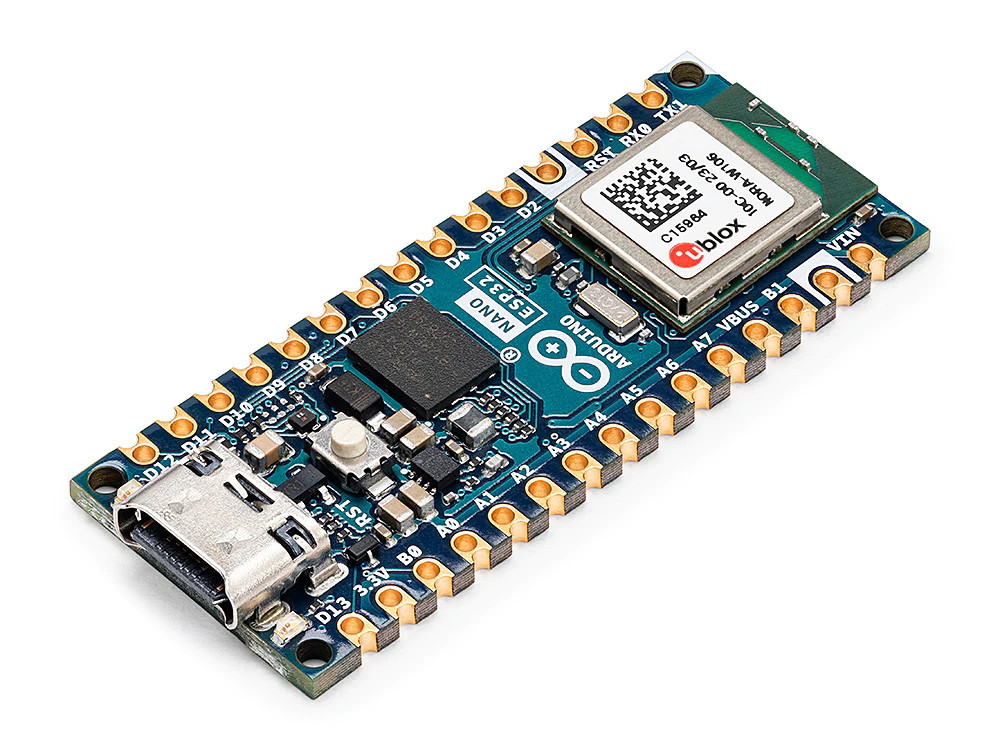 TX1
RX0
RST
D2
D3
D4
D5
D6
D7
D8
D9
D10
D11
D12
NORA-W106
10C-00 23/03
C15964
u blox
NANO
ESP32
ARDUINO
®
VIN
B1
VBUS
A7
A6
A5
A4
A3
A2
A1
A0
B0
3.3V
D13
RST